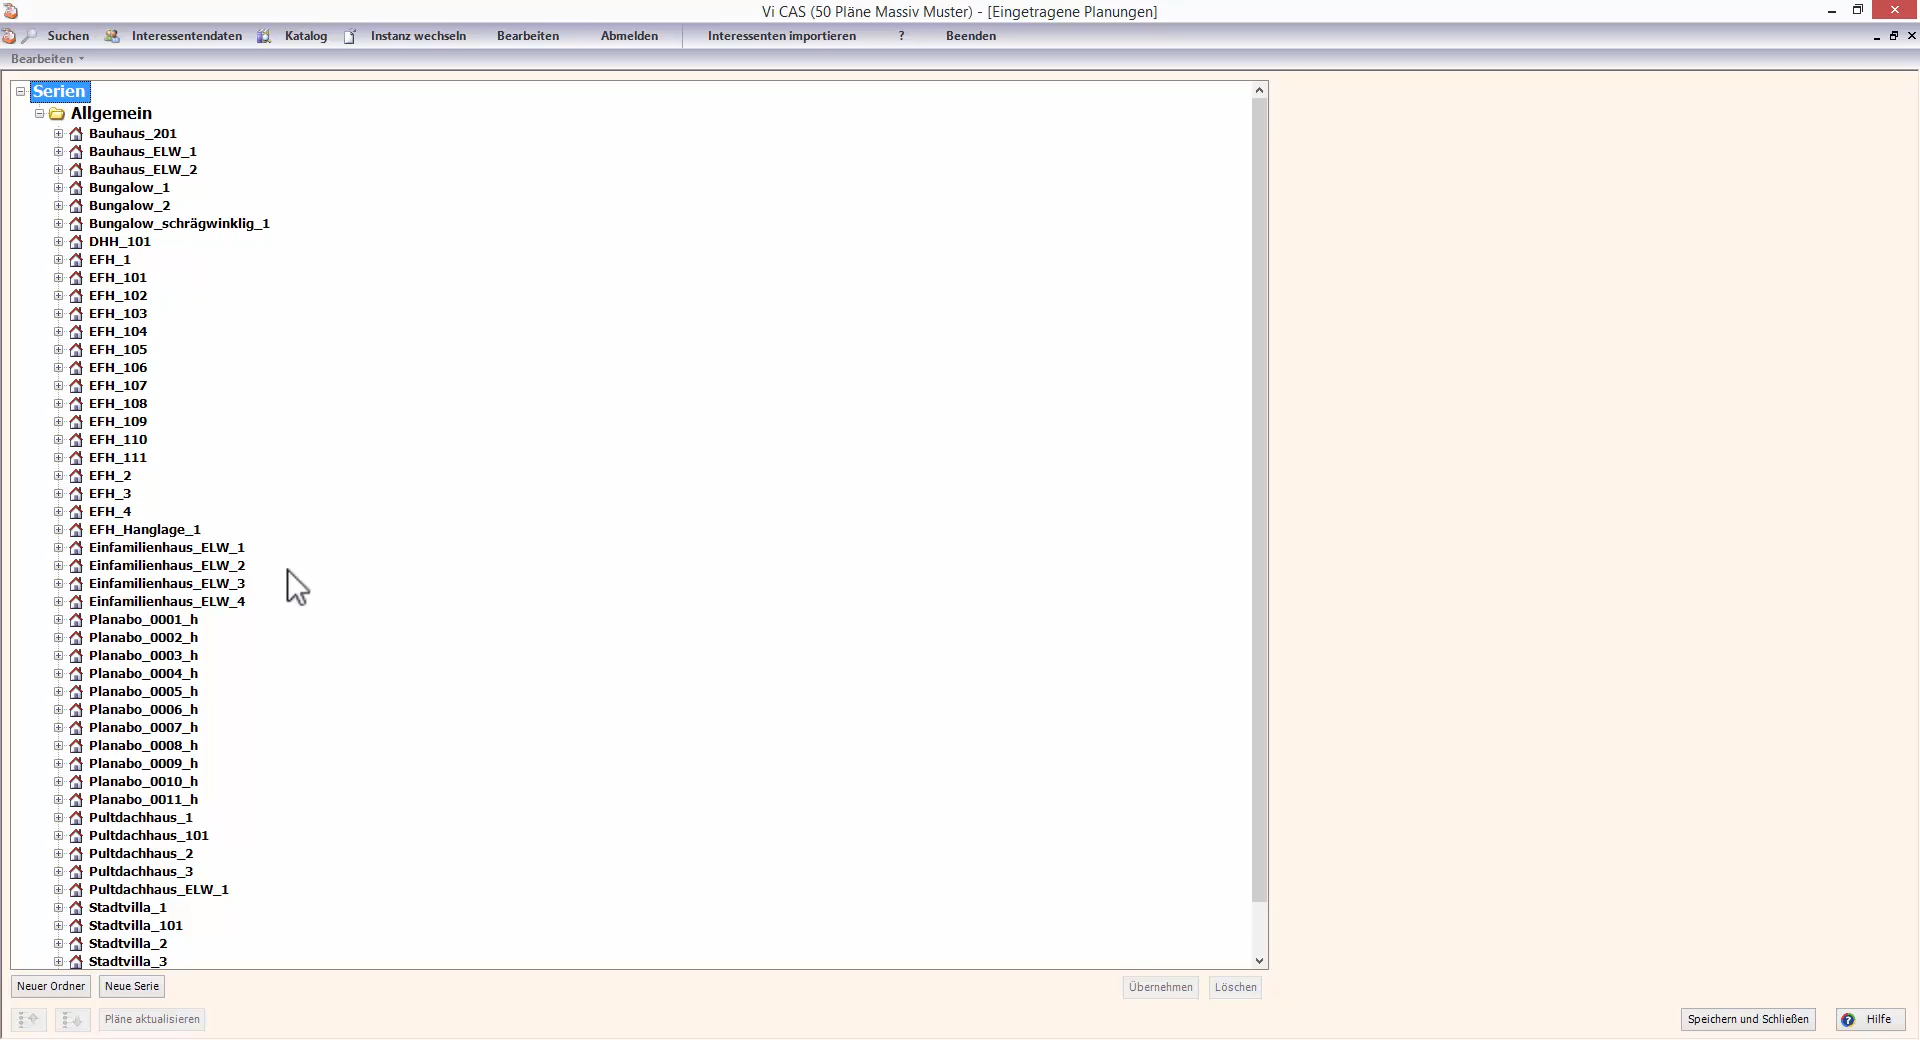 Vi CAS (50 Pläne Massiv Muster) - [Eingetragene Planungen]
Suchen Interessentendaten Katalog Instanz wechseln Bearbeiten Abmelden Interessenten importieren ? Beenden
Bearbeiten
Serien
Allgemein
Bauhaus_201
Bauhaus_ELW_1
Bauhaus_ELW_2
Bungalow_1
Bungalow_2
Bungalow_schrägwinklig_1
DHH_101
EFH_1
EFH_101
EFH_102
EFH_103
EFH_104
EFH_105
EFH_106
EFH_107
EFH_108
EFH_109
EFH_110
EFH_111
EFH_2
EFH_3
EFH_4
EFH_Hanglage_1
Einfamilienhaus_ELW_1
Einfamilienhaus_ELW_2
Einfamilienhaus_ELW_3
Einfamilienhaus_ELW_4
Planabo_0001_h
Planabo_0002_h
Planabo_0003_h
Planabo_0004_h
Planabo_0005_h
Planabo_0006_h
Planabo_0007_h
Planabo_0008_h
Planabo_0009_h
Planabo_0010_h
Planabo_0011_h
Pultdachhaus_1
Pultdachhaus_101
Pultdachhaus_2
Pultdachhaus_3
Pultdachhaus_ELW_1
Stadtvilla_1
Stadtvilla_101
Stadtvilla_2
Stadtvilla_3
Neuer Ordner Neue Serie Übernehmen Löschen
Pläne aktualisieren Speichern und Schließen Hilfe